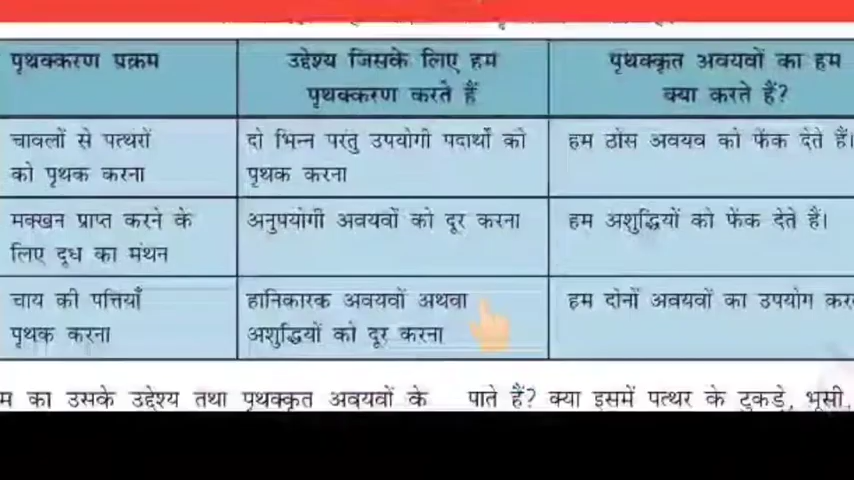 पृथक्करण प्रक्रम
उद्देश्य जिसके लिए हम
पृथक्करण करते हैं
पृथक्कृत अवयवों का हम
क्या करते हैं?
चावलों से पत्थरों
को पृथक करना
दो भिन्न परंतु उपयोगी पदार्थों को
पृथक करना
हम ठोस अवयव को फेंक देते हैं।
मक्खन प्राप्त करने के
लिए दूध का मंथन
अनुपयोगी अवयवों को दूर करना
हम अशुद्धियों को फेंक देते हैं।
चाय की पत्तियाँ
पृथक करना
हानिकारक अवयवों अथवा
अशुद्धियों को दूर करना
हम दोनों अवयवों का उपयोग कर
म का उसके उद्देश्य तथा पृथक्कृत अवयवों के
पाते हैं? क्या इसमें पत्थर के टुकड़े, भूसी,